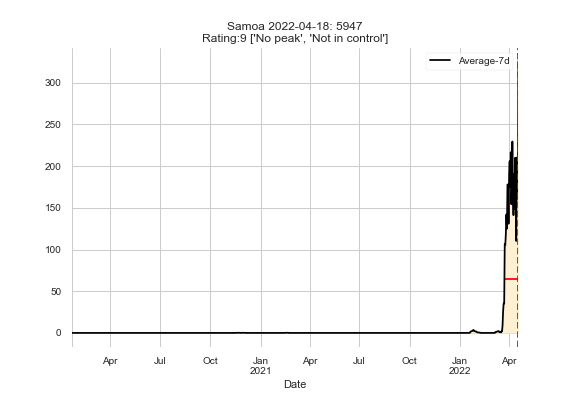 Samoa 2022-04-18: 5947
Rating:9 ['No peak', 'Not in control']
Average-7d
300
250
200
150
100
50
0
Apr Jul Oct Jan Apr Jul Oct Jan Apr
2021 2022
Date